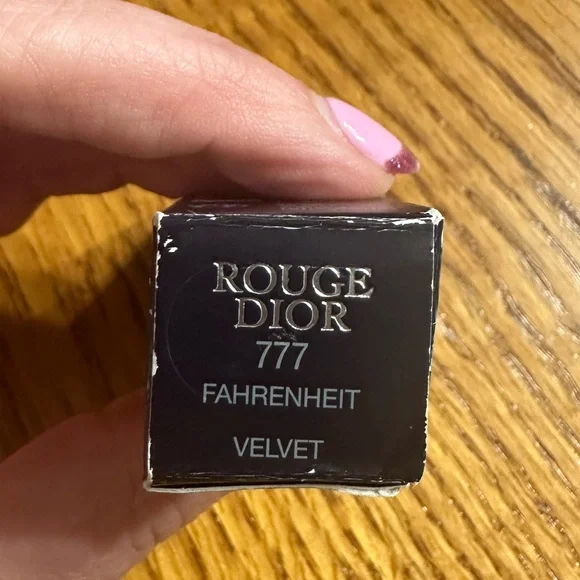 ROUGE
DIOR
777
FAHRENHEIT
VELVET